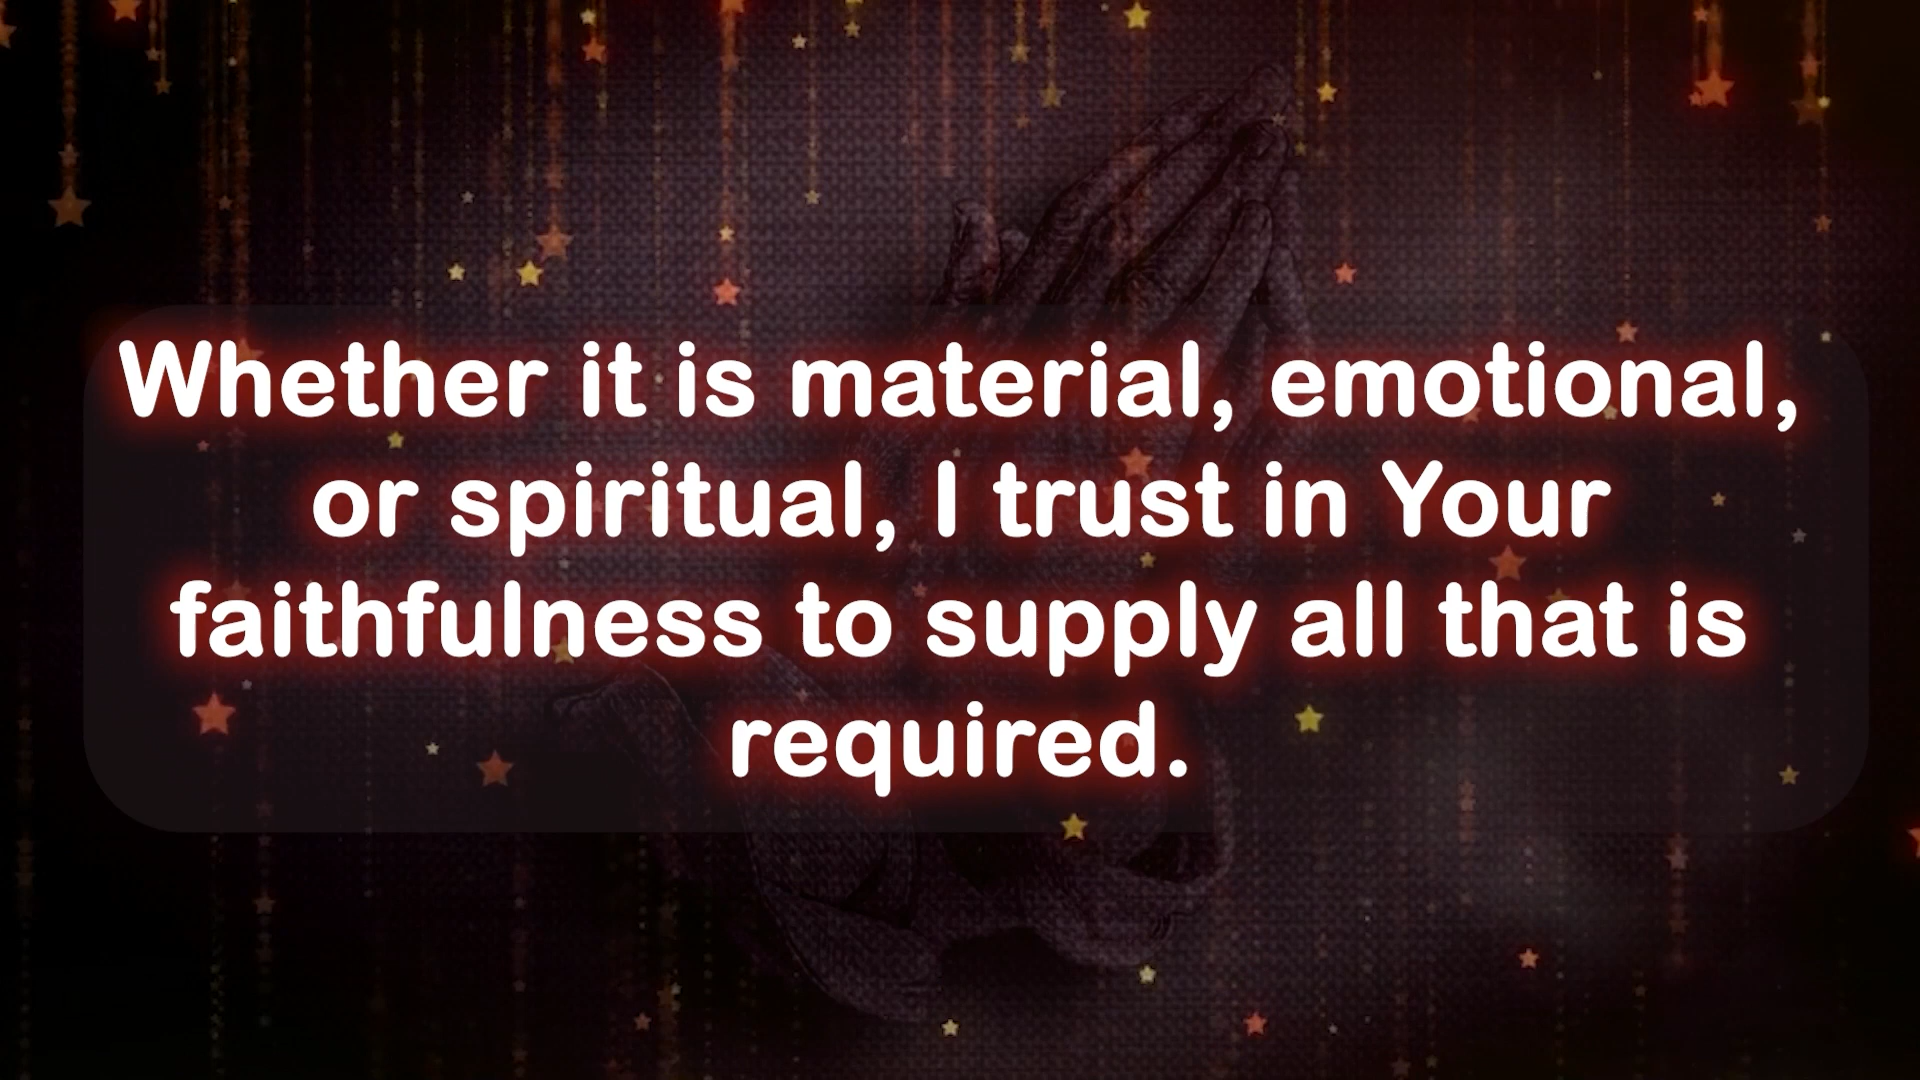 Whether it is material, emotional,
or spiritual, I trust in Your
faithfulness to supply all that is
required.